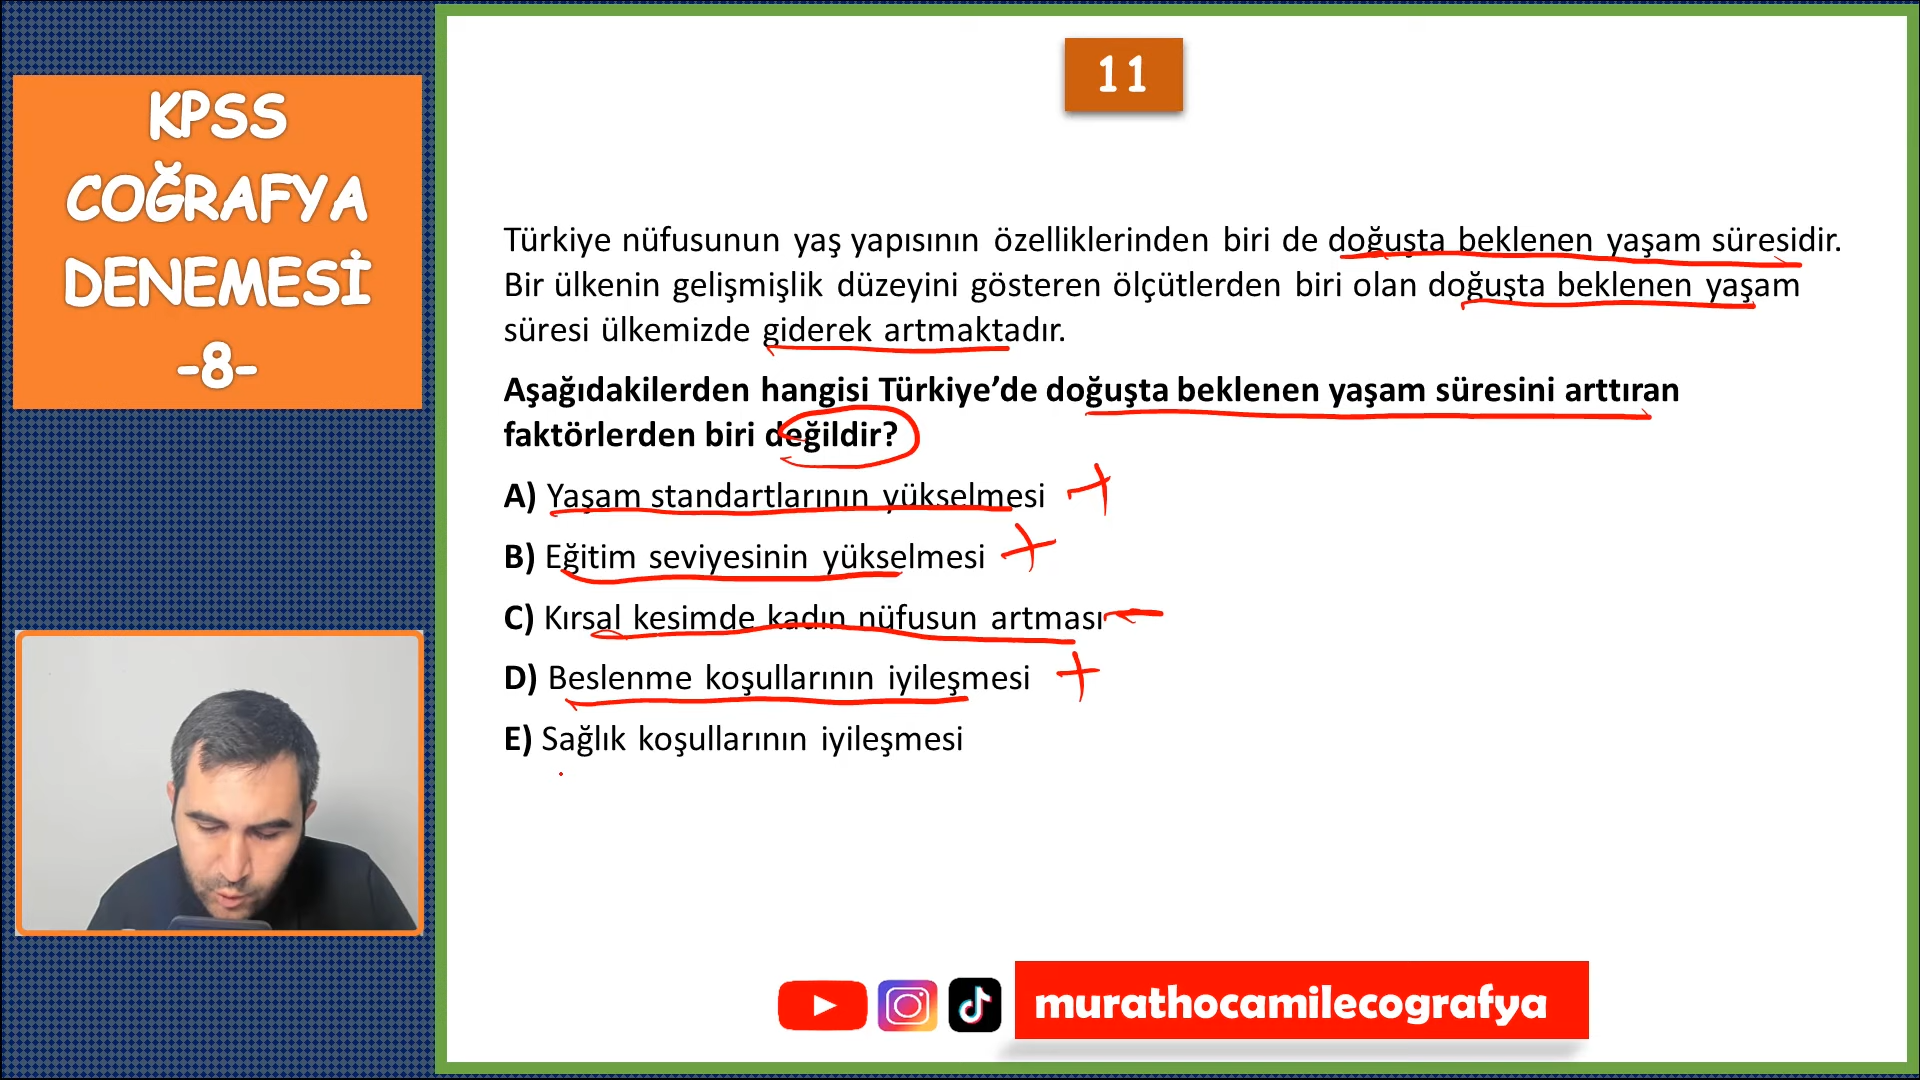 KPSS
COĞRAFYA
DENEMESİ
-8-
11
Türkiye nüfusunun yaş yapısının özelliklerinden biri de doğuşta beklenen yaşam süresidir.
Bir ülkenin gelişmişlik düzeyini gösteren ölçütlerden biri olan doğuşta beklenen yaşam
süresi ülkemizde giderek artmaktadır.
Aşağıdakilerden hangisi Türkiye’de doğuşta beklenen yaşam süresini arttıran
faktörlerden biri değildir?
A) Yaşam standartlarının yükselmesi +
B) Eğitim seviyesinin yükselmesi +
C) Kırsal kesimde kadın nüfusun artması -
D) Beslenme koşullarının iyileşmesi +
E) Sağlık koşullarının iyileşmesi
murathocamilecografya